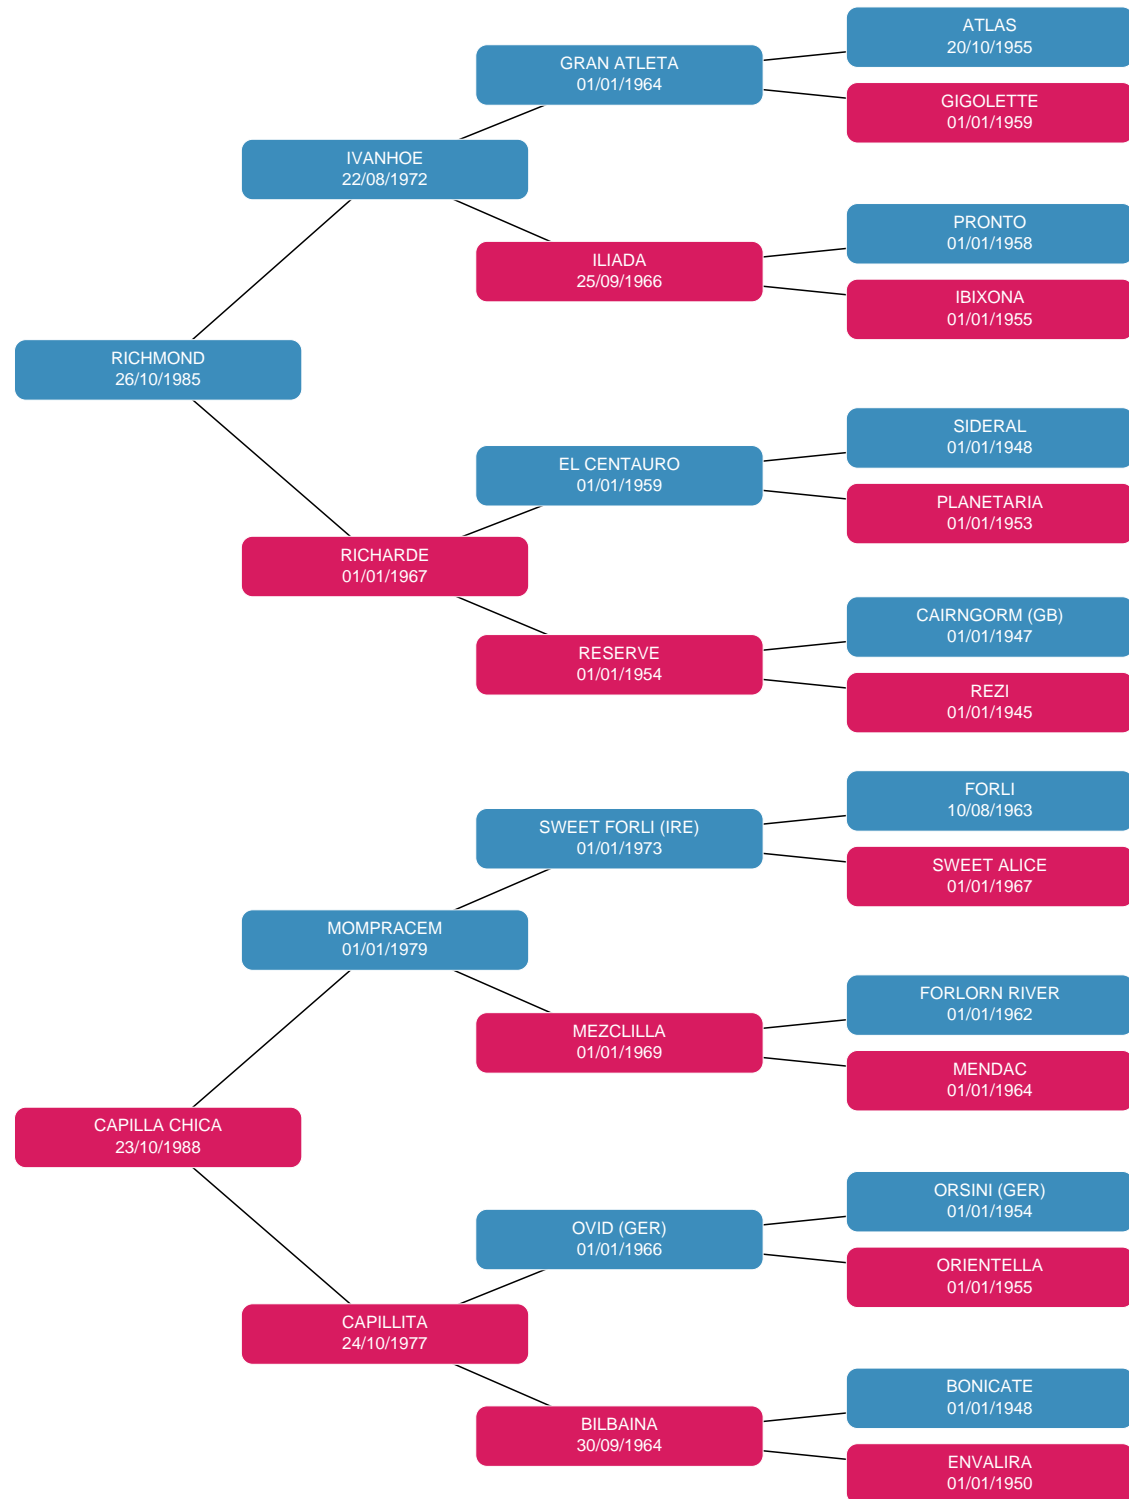 ATLAS
20/10/1955
GRAN ATLETA
01/01/1964
GIGOLETTE
01/01/1959
IVANHOE
22/08/1972
PRONTO
01/01/1958
ILIADA
25/09/1966
IBIXONA
01/01/1955
RICHMOND
26/10/1985
SIDERAL
01/01/1948
EL CENTAURO
01/01/1959
PLANETARIA
01/01/1953
RICHARDE
01/01/1967
CAIRNGORM (GB)
01/01/1947
RESERVE
01/01/1954
REZI
01/01/1945
FORLI
10/08/1963
SWEET FORLI (IRE)
01/01/1973
SWEET ALICE
01/01/1967
MOMPRACEM
01/01/1979
FORLORN RIVER
01/01/1962
MEZCLILLA
01/01/1969
MENDAC
01/01/1964
CAPILLA CHICA
23/10/1988
ORSINI (GER)
01/01/1954
OVID (GER)
01/01/1966
ORIENTELLA
01/01/1955
CAPILLITA
24/10/1977
BONICATE
01/01/1948
BILBAINA
30/09/1964
ENVALIRA
01/01/1950